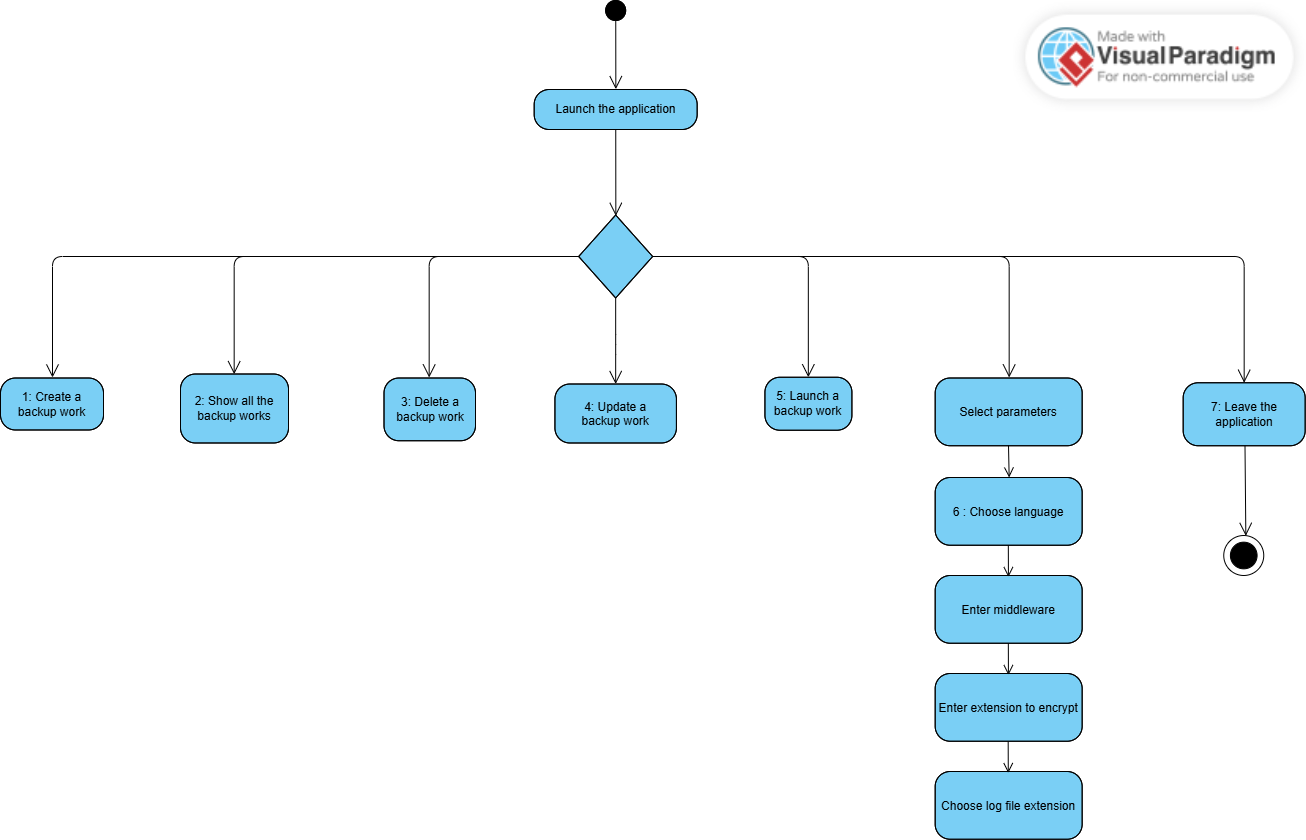 Made with
Visual Paradigm
For non-commercial use
Launch the application
1: Create a
backup work
2: Show all the
backup works
3: Delete a
backup work
4: Update a
backup work
5: Launch a
backup work
Select parameters
7: Leave the
application
6 : Choose language
Enter middleware
Enter extension to encrypt
Choose log file extension